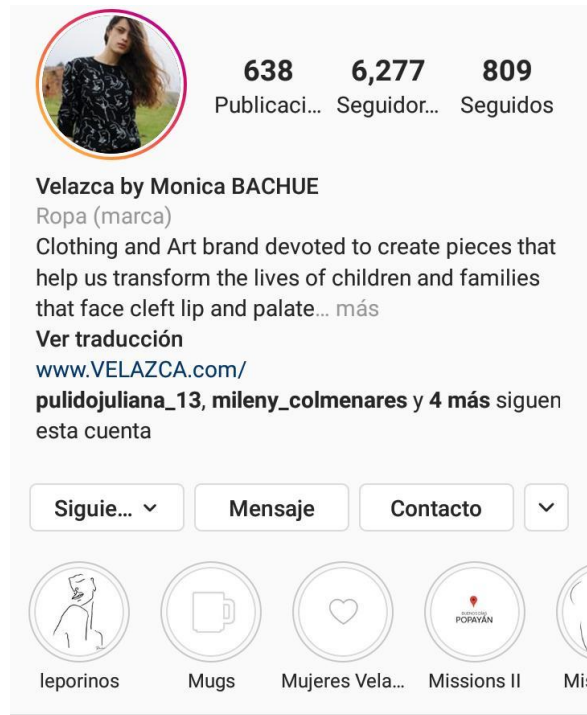 638 6,277 809
Publicaci... Seguidor... Seguidos
Velazca by Monica BACHUE
Ropa (marca)
Clothing and Art brand devoted to create pieces that
help us transform the lives of children and families
that face cleft lip and palate... más
Ver traducción
www.VELAZCA.com/
pulidojuliana_13, mileny_colmenares y 4 más siguen
esta cuenta
Siguie... Mensaje Contacto
POPAYÁN
leporinos Mugs Mujeres Vela... Missions II Mi